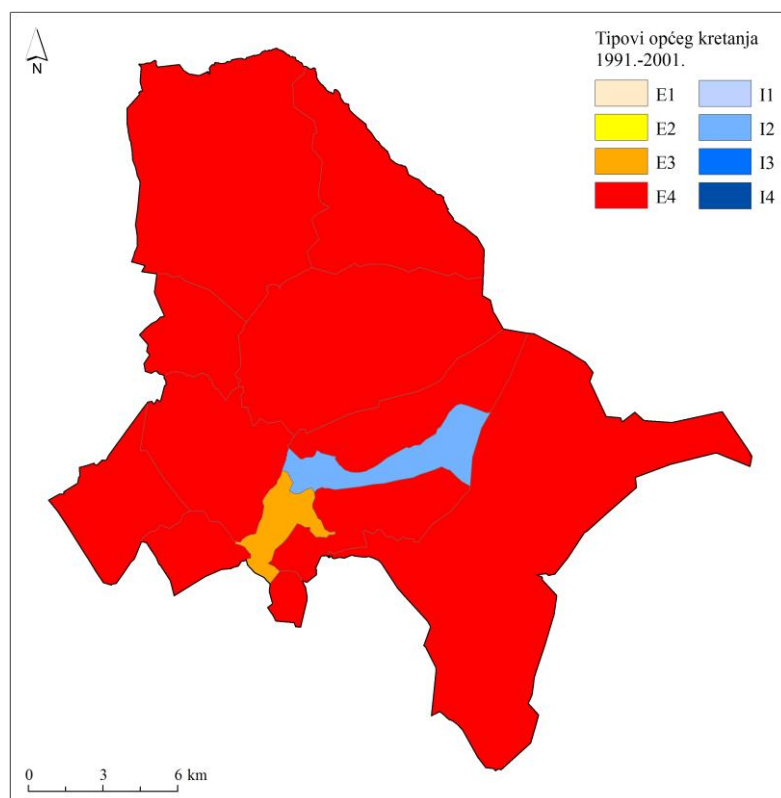 N
Tipovi općeg kretanja
1991.-2001.
E1 I1
E2 I2
E3 I3
E4 I4
0 3 6 km